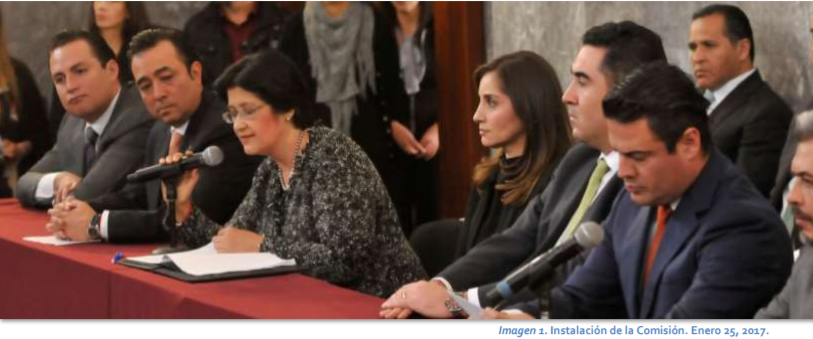 Imagen 1. Instalación de la Comisión. Enero 25, 2017.